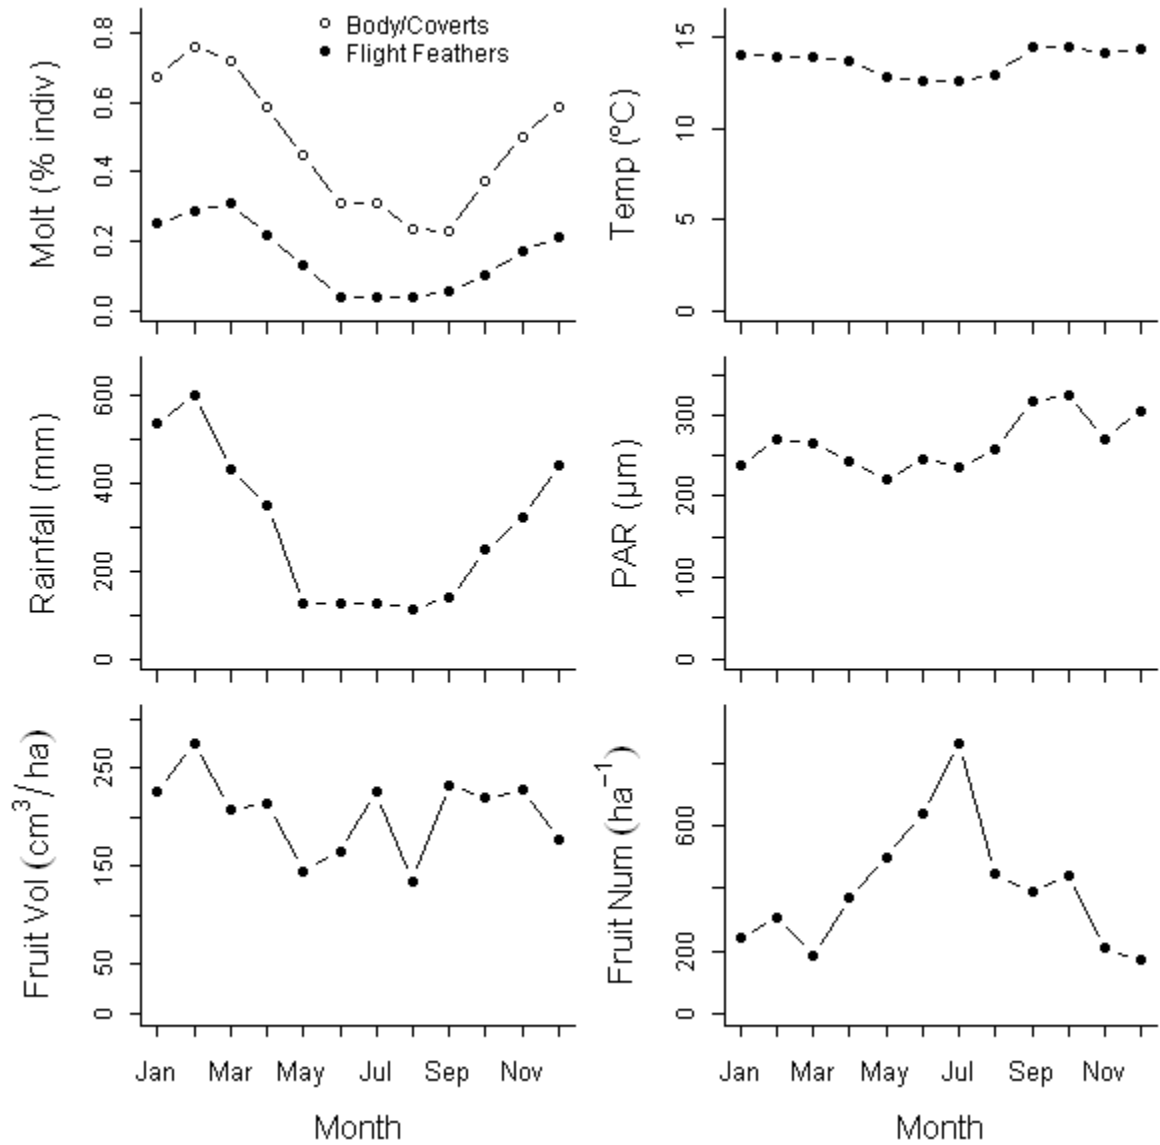 Body/Coverts
Flight Feathers
Molt (% indiv)
0.0 0.2 0.4 0.6 0.8
Temp (ºC)
0 5 10 15
Rainfall (mm)
0 200 400 600
PAR (µm)
0 100 200 300
Fruit Vol (cm³/ha)
0 50 150 250
Jan Mar May Jul Sep Nov
Month
Fruit Num (ha⁻¹)
0 200 600
Jan Mar May Jul Sep Nov
Month